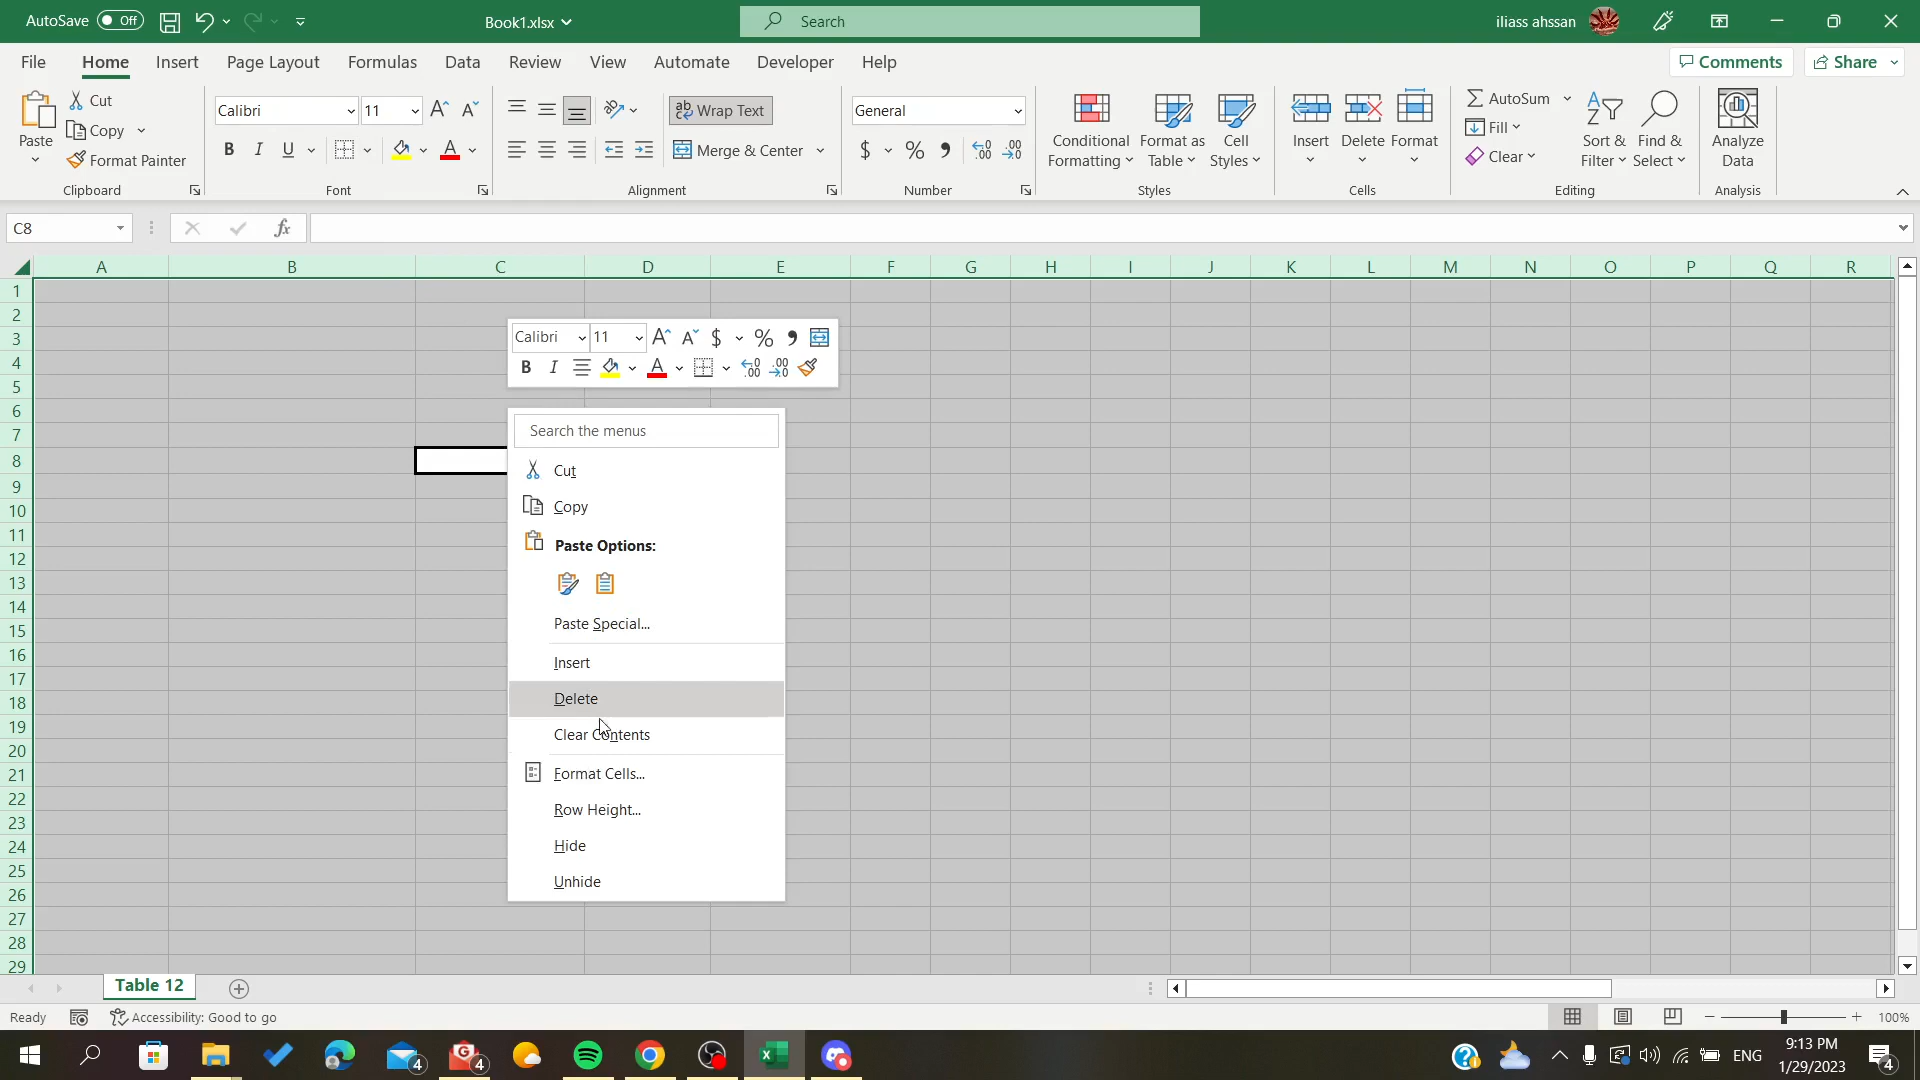 AutoSave Off Book1.xlsx Search iliass ahssan
File Home Insert Page Layout Formulas Data Review View Automate Developer Help Comments Share
Paste
Cut
Copy
Format Painter
Clipboard
Calibri 11
B I U A
Font
Wrap Text
Merge & Center
Alignment
General
$ % 9
Number
Conditional Formatting
Format as Table
Cell Styles
Styles
Insert Delete Format
Cells
AutoSum
Fill
Clear
Sort & Filter
Find & Select
Editing
Analyze Data
Analysis
C8 fx
A B C D E F G H I J K L M N O P Q R
1
2
3
4
5
6
7
8
9
10
11
12
13
14
15
16
17
18
19
20
21
22
23
24
25
26
27
28
29
Calibri 11 A A $ %
B I A
Search the menus
Cut
Copy
Paste Options:
Paste Special...
Insert
Delete
Clear Contents
Format Cells...
Row Height...
Hide
Unhide
Table 12
Ready Accessibility: Good to go 100%
4 4 ENG 9:13 PM
1/29/2023 4